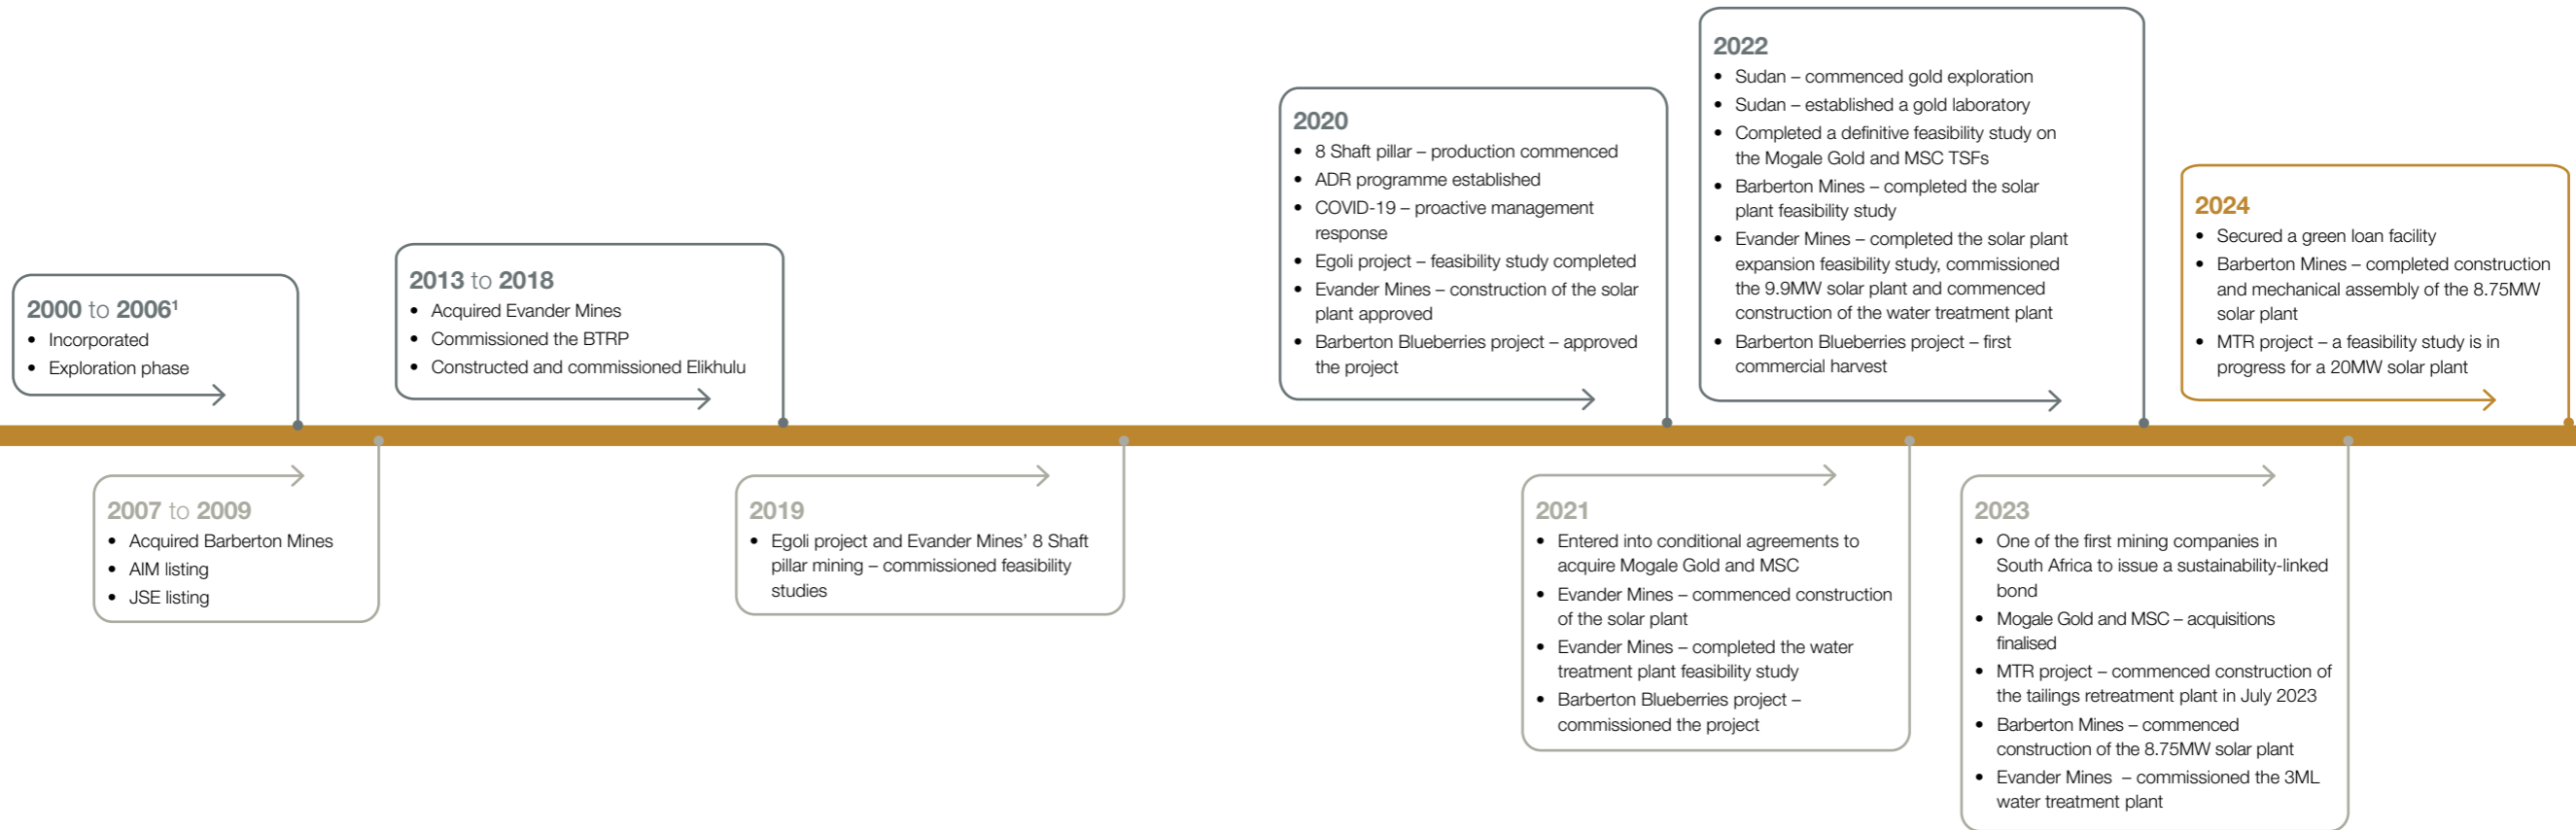 2000 to 2006¹
• Incorporated
• Exploration phase
2007 to 2009
• Acquired Barberton Mines
• AIM listing
• JSE listing
2013 to 2018
• Acquired Evander Mines
• Commissioned the BTRP
• Constructed and commissioned Elikhulu
2019
• Egoli project and Evander Mines’ 8 Shaft
pillar mining – commissioned feasibility
studies
2020
• 8 Shaft pillar – production commenced
• ADR programme established
• COVID-19 – proactive management
response
• Egoli project – feasibility study completed
• Evander Mines – construction of the solar
plant approved
• Barberton Blueberries project – approved
the project
2021
• Entered into conditional agreements to
acquire Mogale Gold and MSC
• Evander Mines – commenced construction
of the solar plant
• Evander Mines – completed the water
treatment plant feasibility study
• Barberton Blueberries project –
commissioned the project
2022
• Sudan – commenced gold exploration
• Sudan – established a gold laboratory
• Completed a definitive feasibility study on
the Mogale Gold and MSC TSFs
• Barberton Mines – completed the solar
plant feasibility study
• Evander Mines – completed the solar plant
expansion feasibility study, commissioned
the 9.9MW solar plant and commenced
construction of the water treatment plant
• Barberton Blueberries project – first
commercial harvest
2023
• One of the first mining companies in
South Africa to issue a sustainability-linked
bond
• Mogale Gold and MSC – acquisitions
finalised
• MTR project – commenced construction of
the tailings retreatment plant in July 2023
• Barberton Mines – commenced
construction of the 8.75MW solar plant
• Evander Mines – commissioned the 3ML
water treatment plant
2024
• Secured a green loan facility
• Barberton Mines – completed construction
and mechanical assembly of the 8.75MW
solar plant
• MTR project – a feasibility study is in
progress for a 20MW solar plant